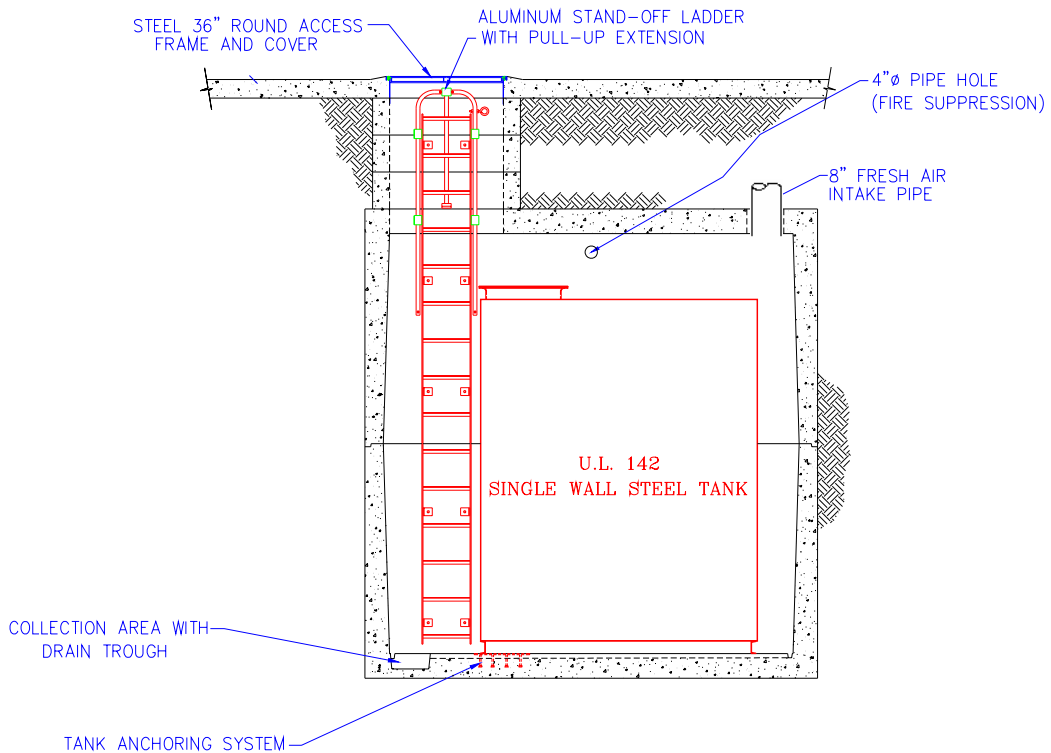 STEEL 36" ROUND ACCESS
FRAME AND COVER
ALUMINUM STAND-OFF LADDER
WITH PULL-UP EXTENSION
4"ø PIPE HOLE
(FIRE SUPPRESSION)
8" FRESH AIR
INTAKE PIPE
U.L. 142
SINGLE WALL STEEL TANK
COLLECTION AREA WITH
DRAIN TROUGH
TANK ANCHORING SYSTEM